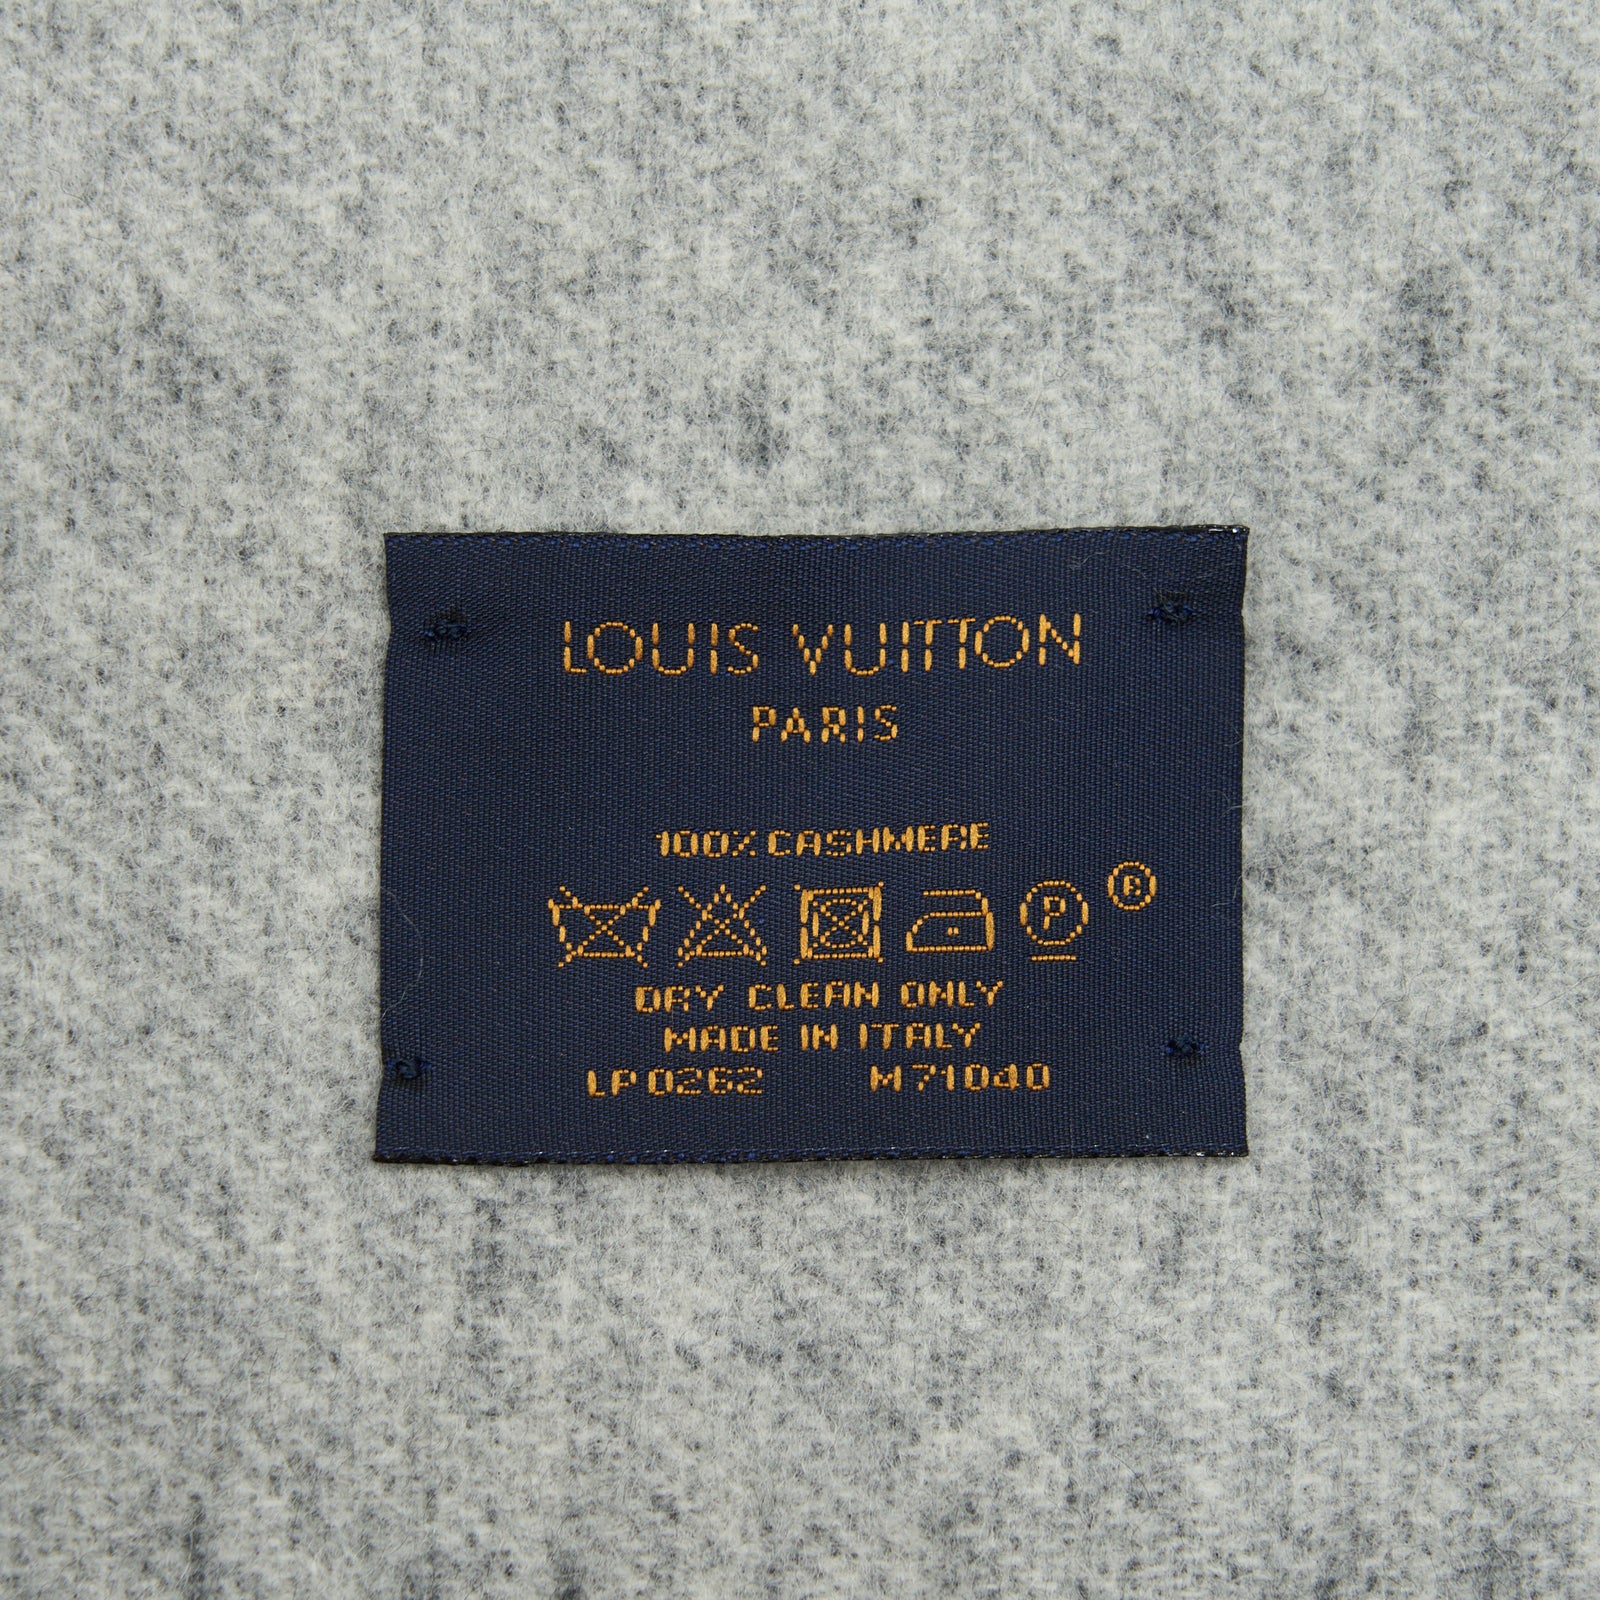 LOUIS VUITTON
PARIS
100% CASHMERE
P ®
DRY CLEAN ONLY
MADE IN ITALY
LP0262 M71040